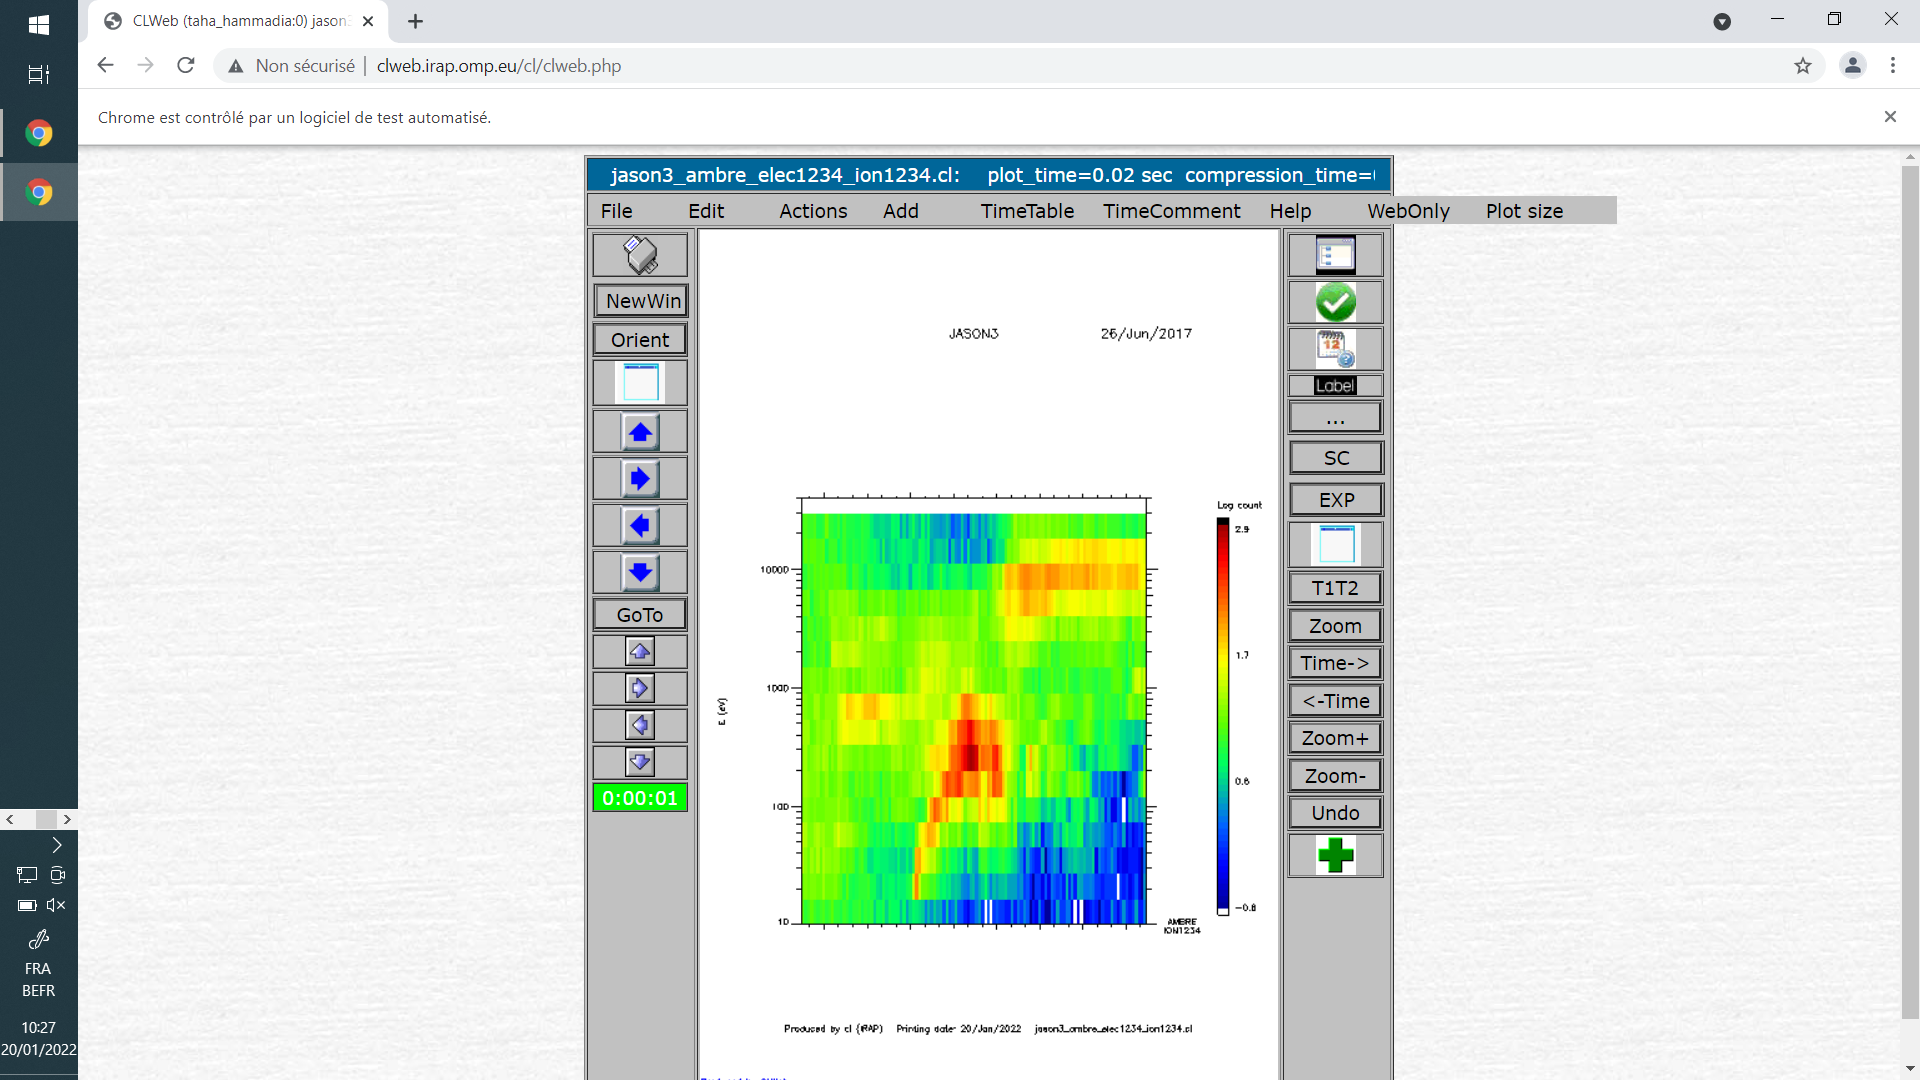 CLWeb (taha_hammadia:0) jason3
Non sécurisé | clweb.irap.omp.eu/cl/clweb.php
Chrome est contrôlé par un logiciel de test automatisé.
jason3_ambre_elec1234_ion1234.cl: plot_time=0.02 sec compression_time=
File Edit Actions Add TimeTable TimeComment Help WebOnly Plot size
NewWin
Orient
GoTo
0:00:01
JASON3 26/Jun/2017
Log count
2.9
1.7
0.6
-0.6
10000
1000
100
10
E (eV)
AMBRE
ION1234
Produced by cl (IRAP) Printing date: 20/Jan/2022 jason3_ambre_elec1234_ion1234.cl
12
Label
...
SC
EXP
T1T2
Zoom
Time->
<-Time
Zoom+
Zoom-
Undo
FRA
BEFR
10:27
20/01/2022